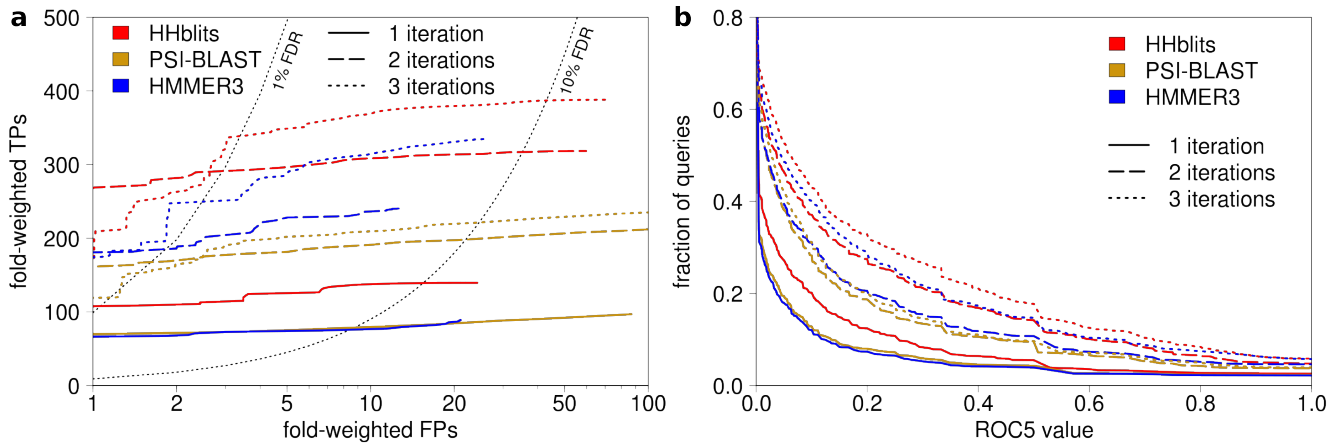 a
500
400
300
200
100
0
fold-weighted TPs
HHblits
PSI-BLAST
HMMER3
1 iteration
2 iterations
3 iterations
1% FDR
10% FDR
1 2 5 10 20 50 100
fold-weighted FPs
b
0.8
0.6
0.4
0.2
0.0
fraction of queries
HHblits
PSI-BLAST
HMMER3
1 iteration
2 iterations
3 iterations
0.0 0.2 0.4 0.6 0.8 1.0
ROC5 value